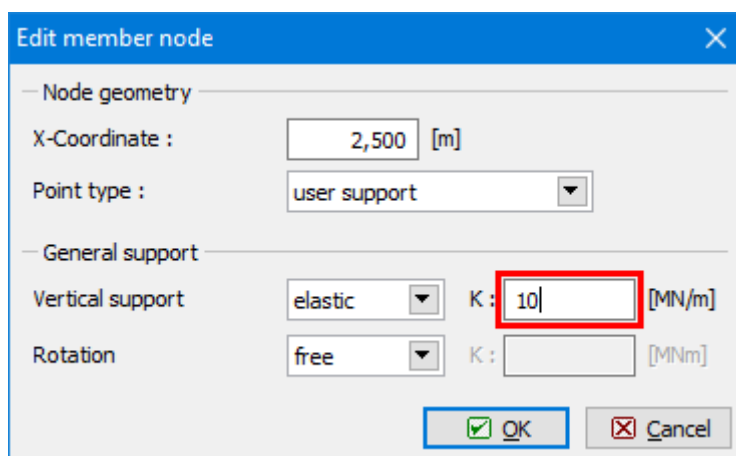 Edit member node
Node geometry
X-Coordinate : 2,500 [m]
Point type : user support
General support
Vertical support elastic K : 10 [MN/m]
Rotation free K : [MNm]
OK Cancel